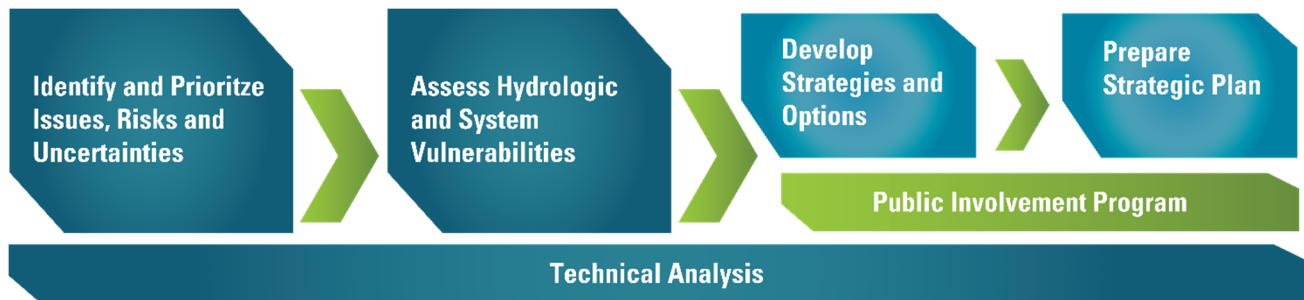 Identify and Prioritze
Issues, Risks and
Uncertainties
Assess Hydrologic
and System
Vulnerabilities
Develop
Strategies and
Options
Prepare
Strategic Plan
Public Involvement Program
Technical Analysis